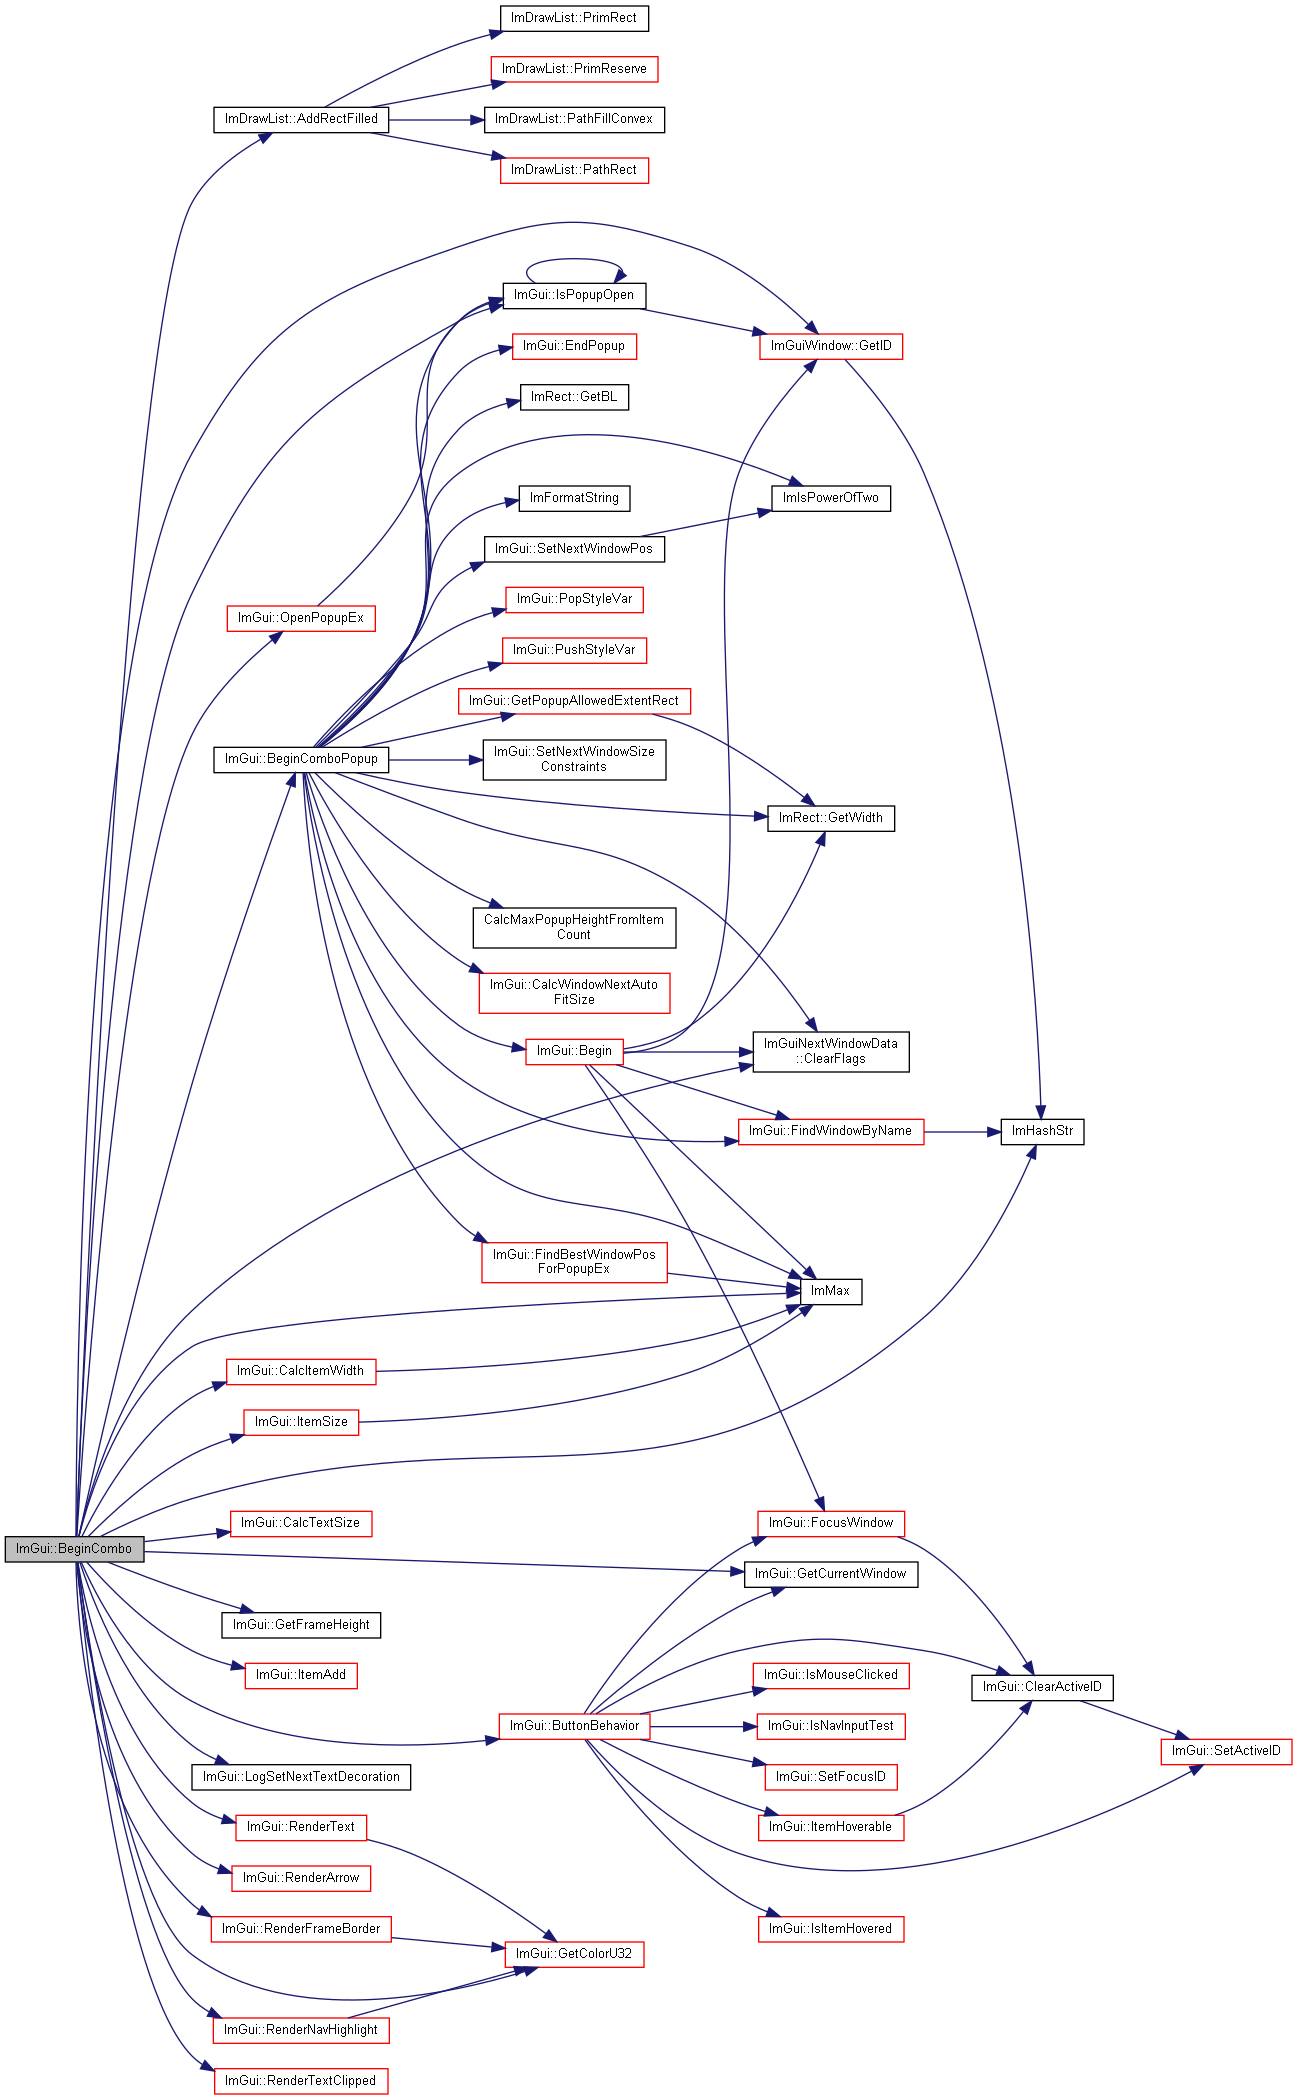 ImDrawList::PrimRect
ImDrawList::PrimReserve
ImDrawList::AddRectFilled
ImDrawList::PathFillConvex
ImDrawList::PathRect
ImGui::IsPopupOpen
ImGui::EndPopup
ImGuiWindow::GetID
ImRect::GetBL
ImFormatString
ImIsPowerOfTwo
ImGui::SetNextWindowPos
ImGui::PopStyleVar
ImGui::OpenPopupEx
ImGui::PushStyleVar
ImGui::GetPopupAllowedExtentRect
ImGui::BeginComboPopup
ImGui::SetNextWindowSize
Constraints
ImRect::GetWidth
CalcMaxPopupHeightFromItem
Count
ImGui::CalcWindowNextAuto
FitSize
ImGui::Begin
ImGuiNextWindowData
::ClearFlags
ImGui::FindWindowByName
ImHashStr
ImGui::FindBestWindowPos
ForPopupEx
ImMax
ImGui::CalcItemWidth
ImGui::ItemSize
ImGui::CalcTextSize
ImGui::FocusWindow
ImGui::BeginCombo
ImGui::GetCurrentWindow
ImGui::GetFrameHeight
ImGui::ItemAdd
ImGui::IsMouseClicked
ImGui::ClearActiveID
ImGui::ButtonBehavior
ImGui::IsNavInputTest
ImGui::SetActiveID
ImGui::LogSetNextTextDecoration
ImGui::SetFocusID
ImGui::RenderText
ImGui::ItemHoverable
ImGui::RenderArrow
ImGui::RenderFrameBorder
ImGui::IsItemHovered
ImGui::GetColorU32
ImGui::RenderNavHighlight
ImGui::RenderTextClipped